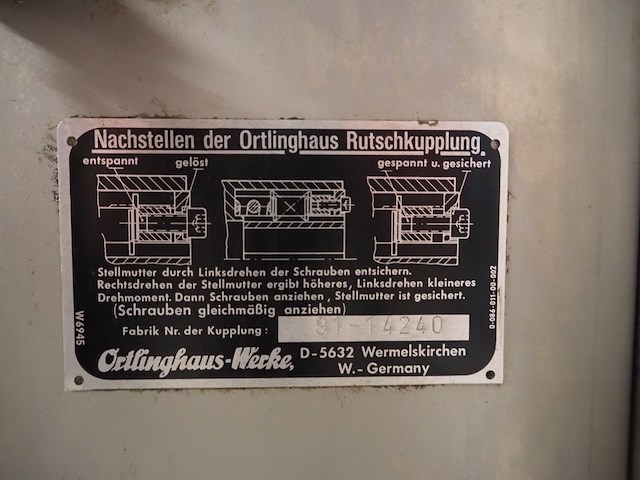 Nachstellen der Ortlinghaus Rutschkupplung.
entspannt gelöst gespannt u. gesichert
Stellmutter durch Linksdrehen der Schrauben entsichern.
Rechtsdrehen der Stellmutter ergibt höheres, Linksdrehen kleineres
Drehmoment. Dann Schrauben anziehen, Stellmutter ist gesichert.
(Schrauben gleichmäßig anziehen)
Fabrik Nr. der Kupplung: 91-14240
Ortlinghaus-Werke, D-5632 Wermelskirchen
W.-Germany
W6945
0-086-011-00-002